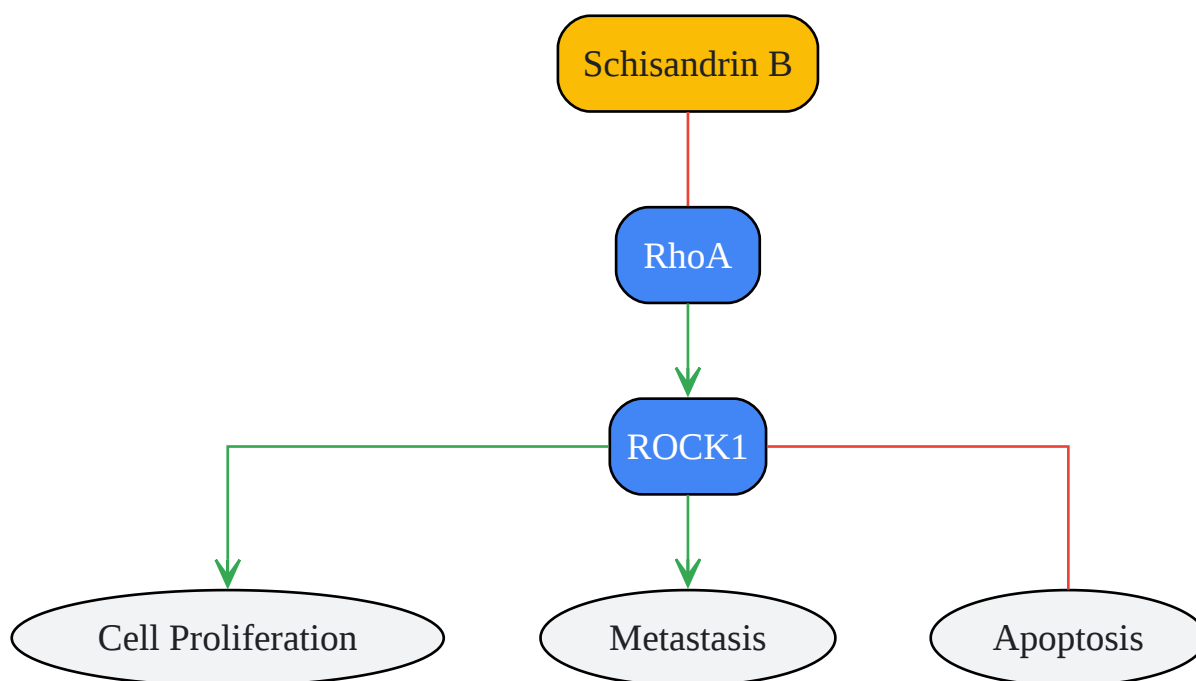 Schisandrin B
RhoA
ROCK1
Cell Proliferation
Metastasis
Apoptosis